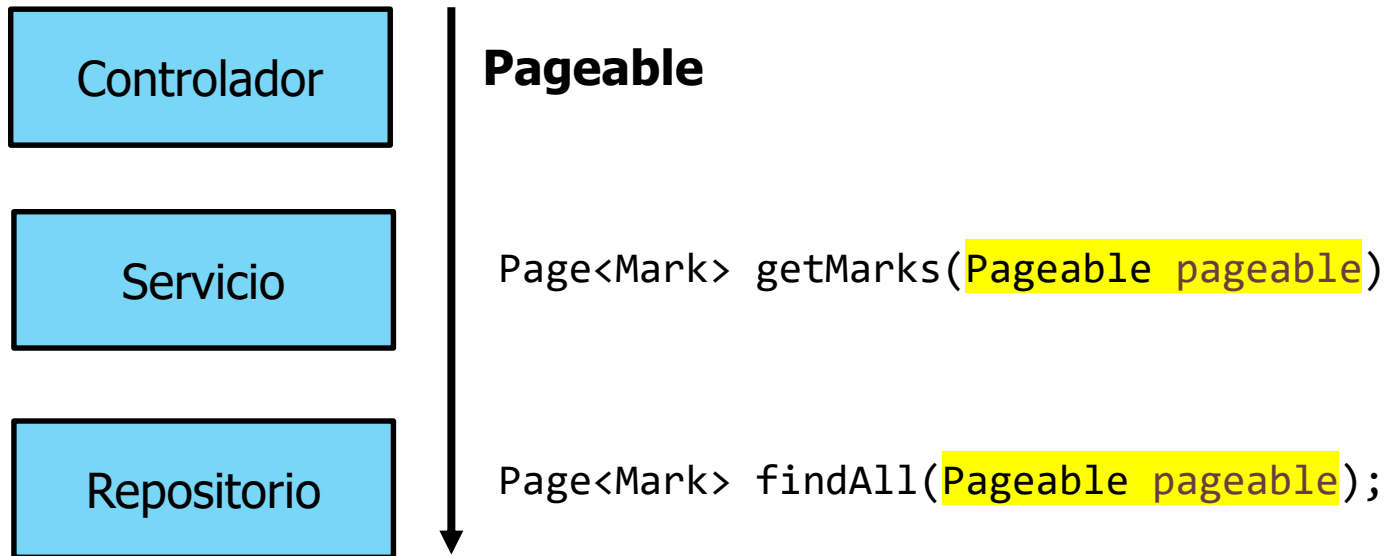 Controlador
Pageable
Servicio
Page<Mark> getMarks(Pageable pageable)
Repositorio
Page<Mark> findAll(Pageable pageable);